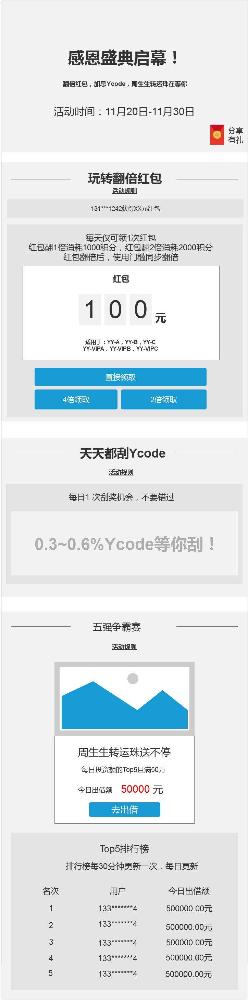 感恩盛典启幕！
翻倍红包，加息Ycode，周生生转运珠在等你
活动时间：11月20日-11月30日
分享
有礼
玩转翻倍红包
活动规则
131***1242获得XX元红包
每天仅可领1次红包
红包翻1倍消耗1000积分，红包翻2倍消耗2000积分
红包翻倍后，使用门槛同步翻倍
红包
1 0 0 元
适用于：YY-A，YY-B，YY-C
YY-VIPA，YY-VIPB，YY-VIPC
直接领取
4倍领取 2倍领取
天天都刮Ycode
活动规则
每日1 次刮奖机会，不要错过
0.3~0.6%Ycode等你刮！
五强争霸赛
活动规则
周生生转运珠送不停
每日投资额的Top5且满50万
今日出借额 50000 元
去出借
Top5排行榜
排行榜每30分钟更新一次，每日更新
名次 用户 今日出借额
1 133*******4 500000.00元
2 133*******4 500000.00元
3 133*******4 500000.00元
4 133*******4 500000.00元
5 133*******4 500000.00元